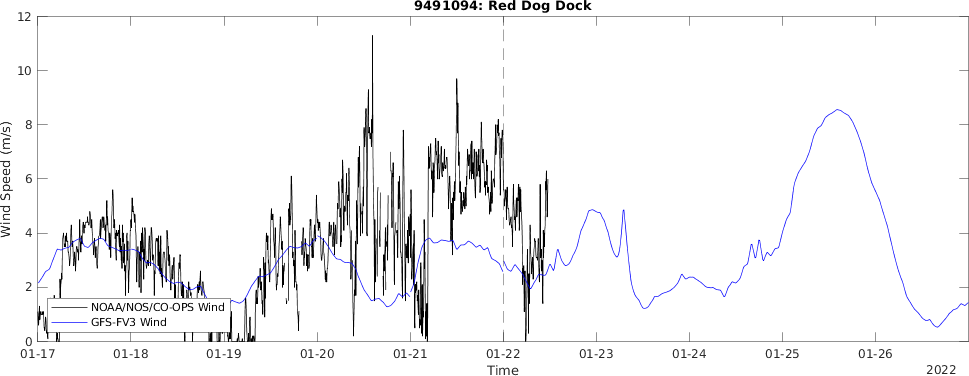 9491094: Red Dog Dock
Wind Speed (m/s)
12
10
8
6
4
2
0
NOAA/NOS/CO-OPS Wind
GFS-FV3 Wind
01-17 01-18 01-19 01-20 01-21 01-22 01-23 01-24 01-25 01-26
Time
2022